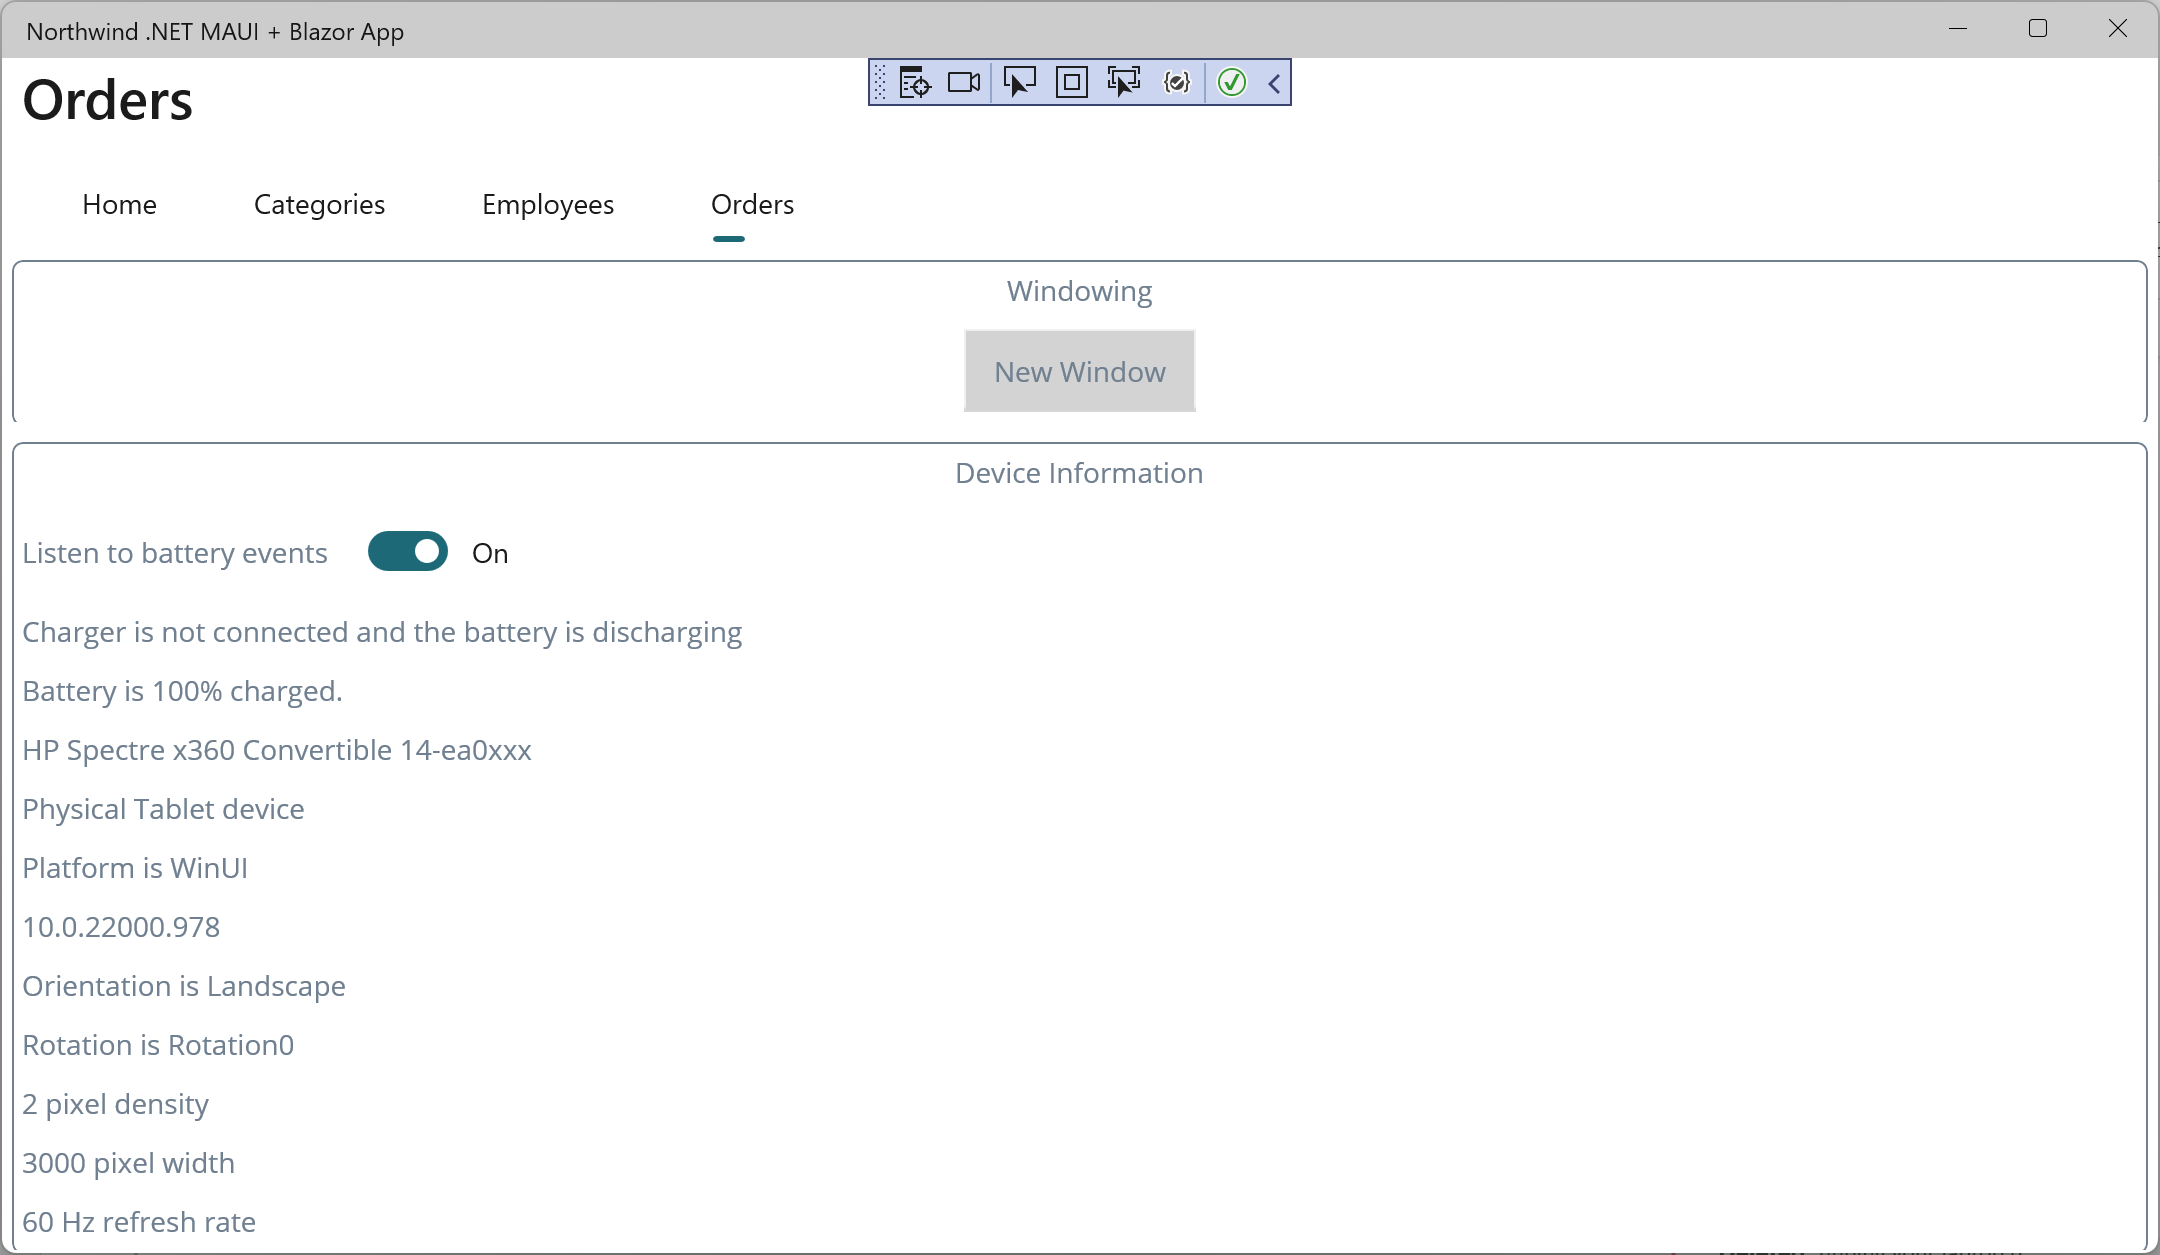 Northwind .NET MAUI + Blazor App
Orders
Home Categories Employees Orders
Windowing
New Window
Device Information
Listen to battery events On
Charger is not connected and the battery is discharging
Battery is 100% charged.
HP Spectre x360 Convertible 14-ea0xxx
Physical Tablet device
Platform is WinUI
10.0.22000.978
Orientation is Landscape
Rotation is Rotation0
2 pixel density
3000 pixel width
60 Hz refresh rate